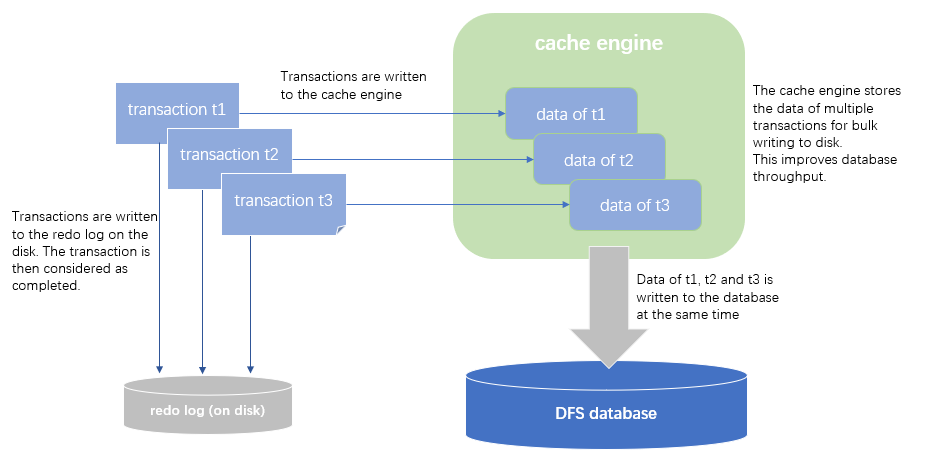 cache engine
Transactions are written
to the cache engine
transaction t1
data of t1
The cache engine stores
the data of multiple
transactions for bulk
writing to disk.
This improves database
throughput.
transaction t2
data of t2
transaction t3
data of t3
Transactions are written
to the redo log on the
disk. The transaction is
then considered as
completed.
Data of t1, t2 and t3 is
written to the database
at the same time
redo log (on disk)
DFS database